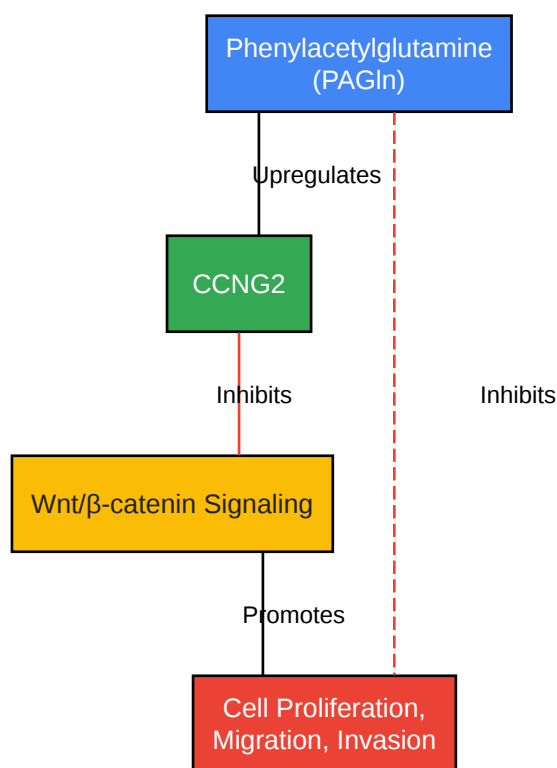 Phenylacetylglutamine
(PAGln)
Upregulates
CCNG2
Inhibits
Inhibits
Wnt/β-catenin Signaling
Promotes
Cell Proliferation,
Migration, Invasion